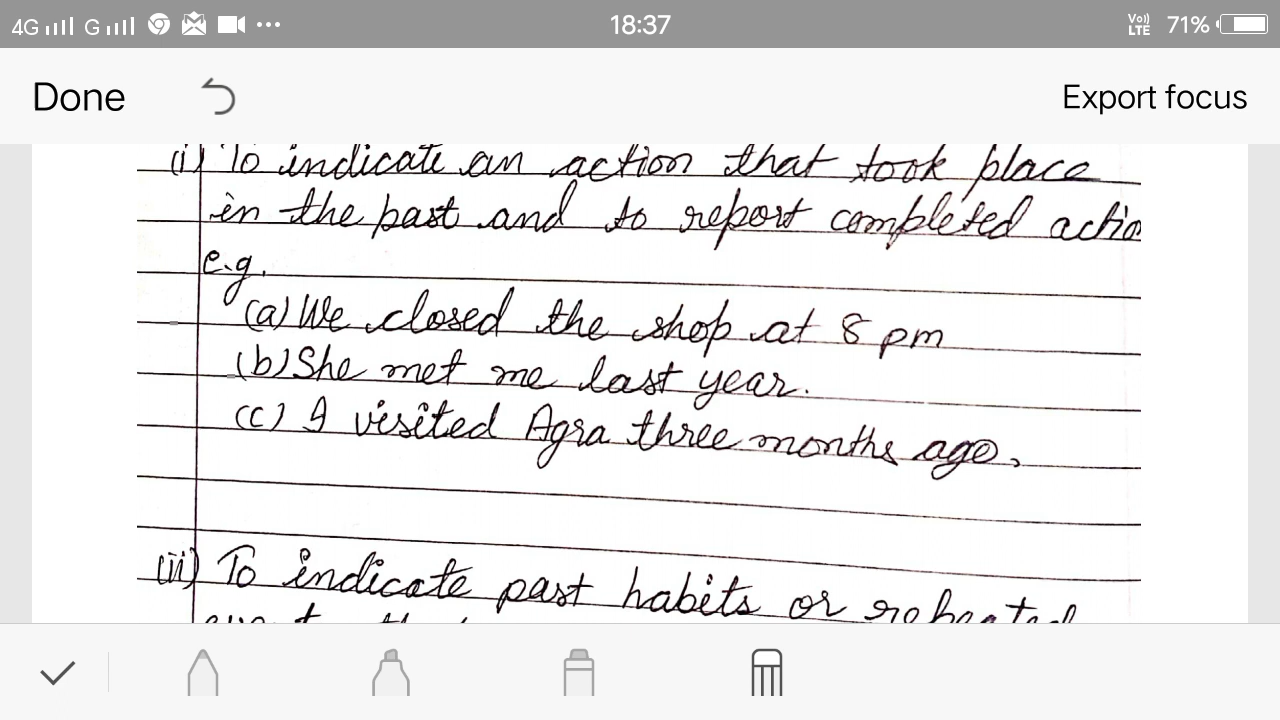 4G G 18:37 Vo)) LTE 71%
Done Export focus
(i) To indicate an action that took place
in the past and to report completed actio
e.g.
(a) We closed the shop at 8 pm
(b) She met me last year.
(c) I visited Agra three months ago,
(ii) To indicate past habits or repeated